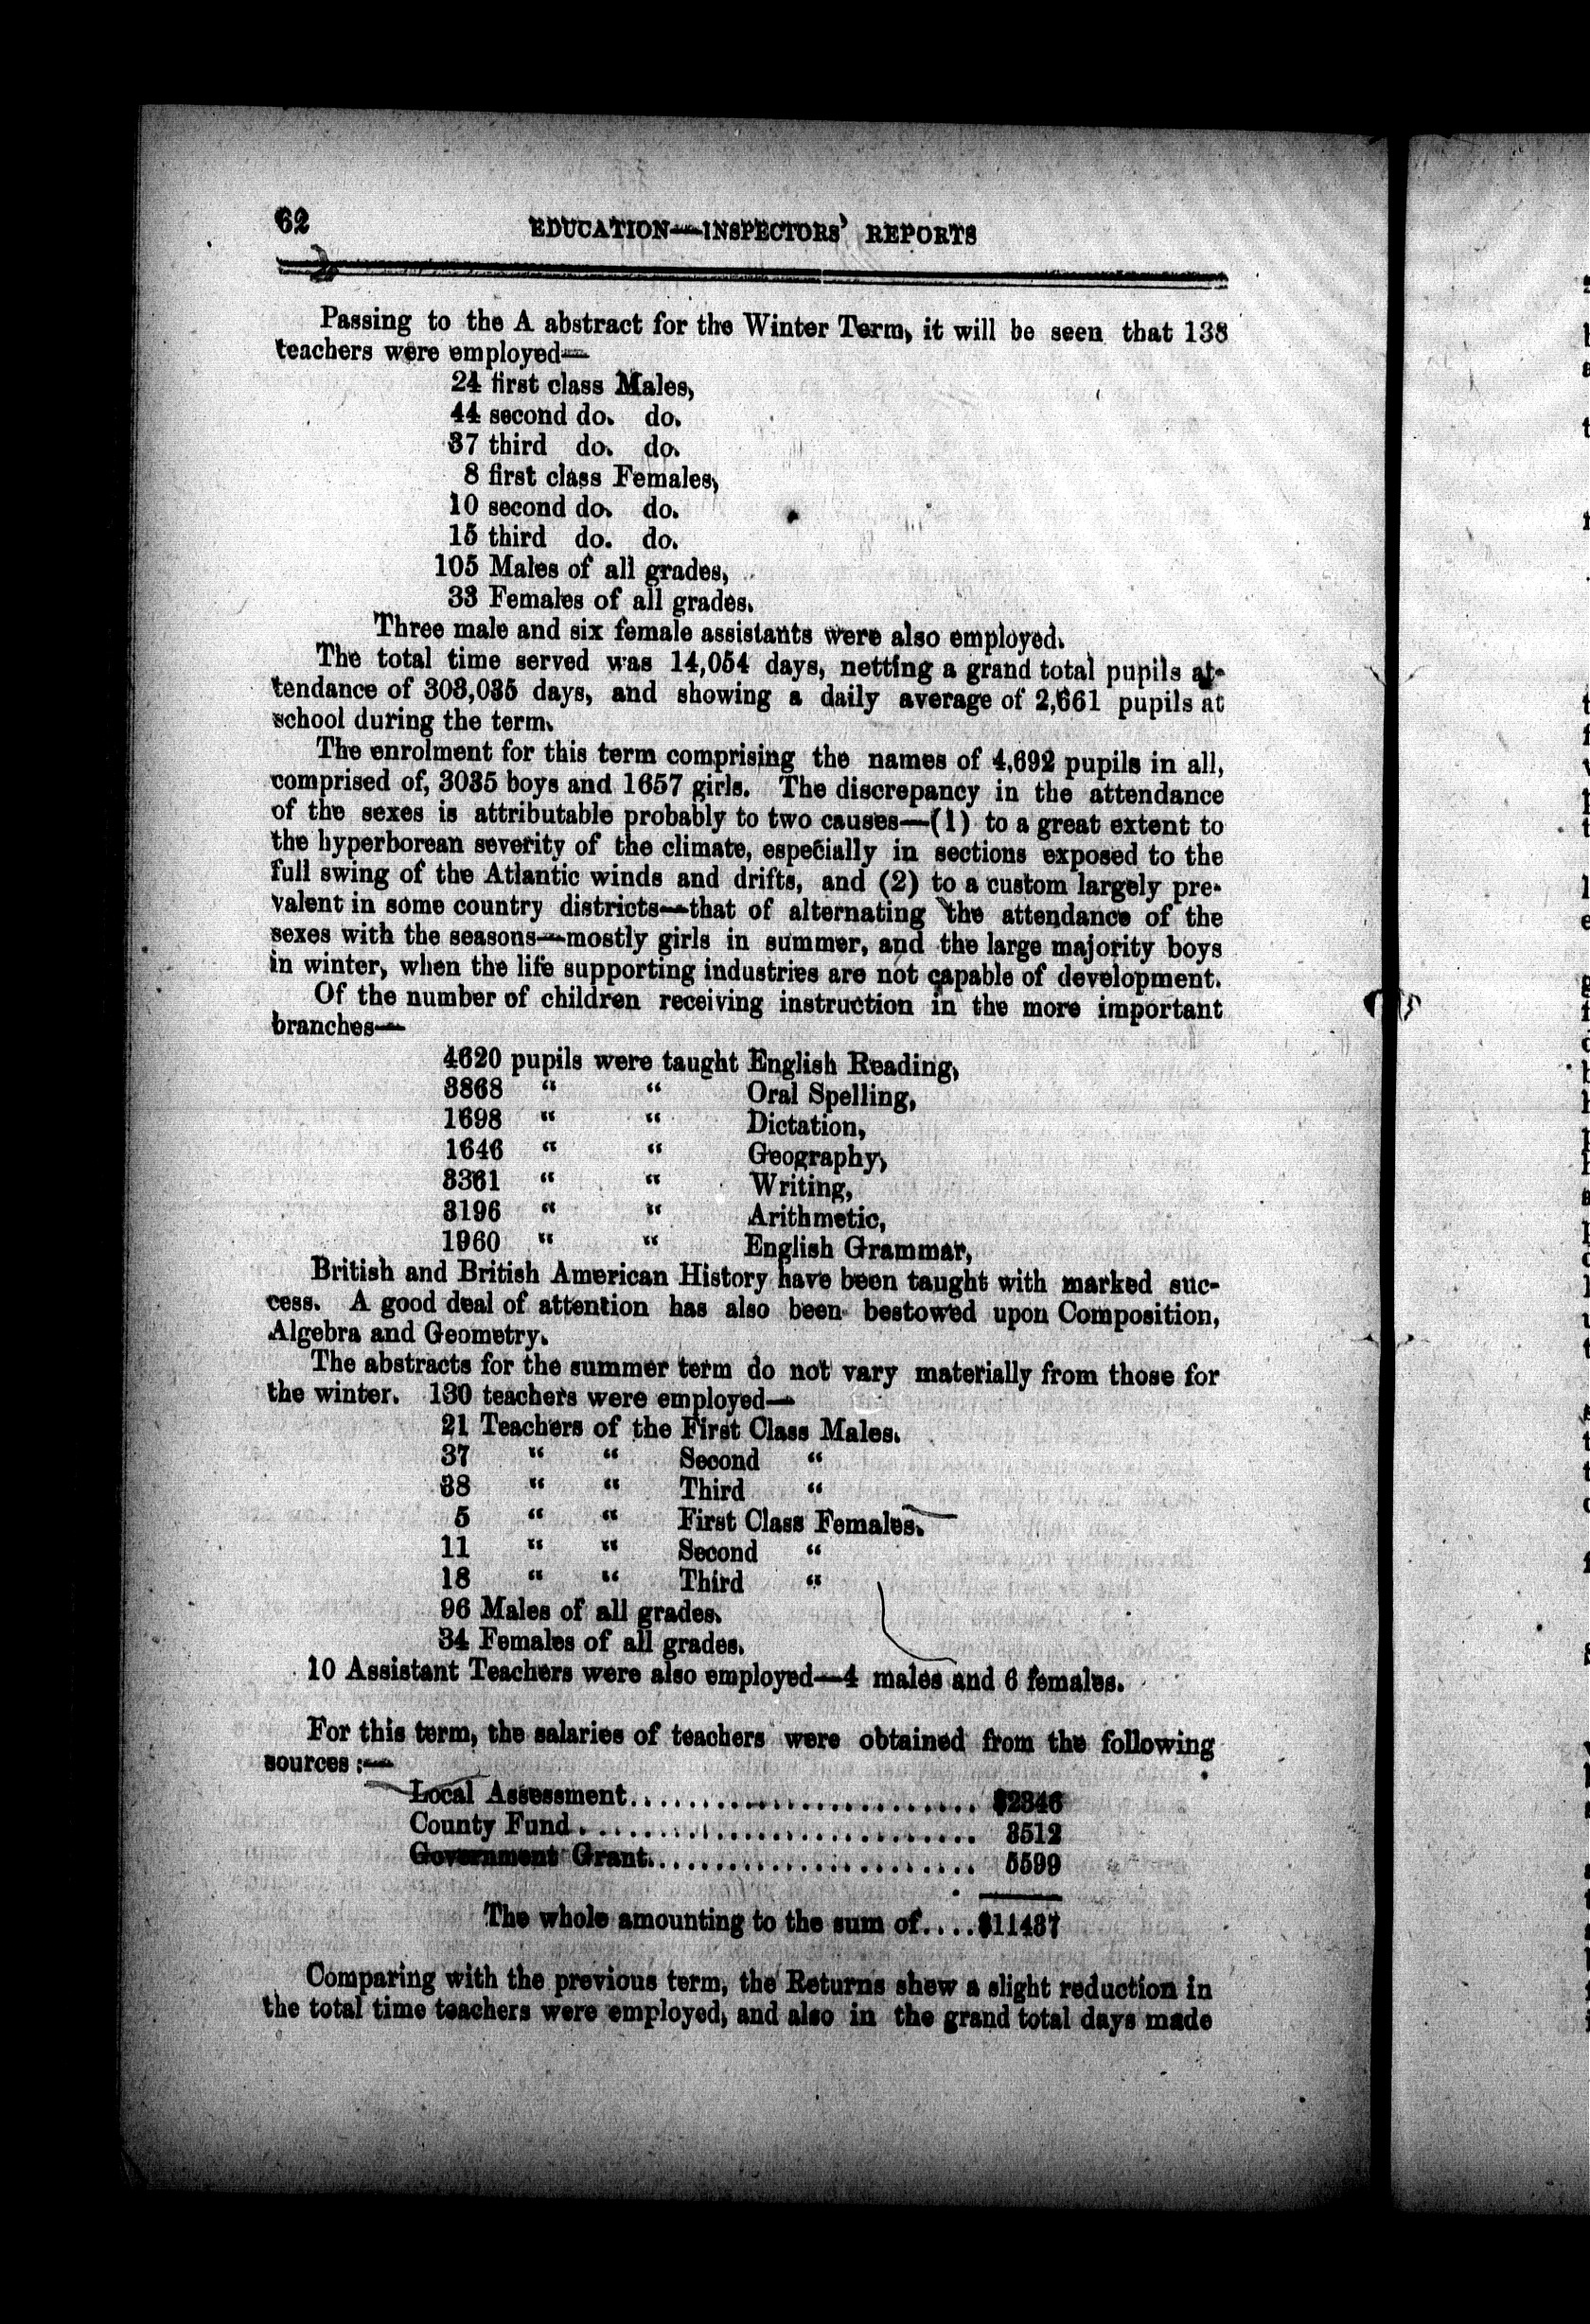 62
EDUCATION—INSPECTORS' REPORTS
Passing to the A abstract for the Winter Term, it will be seen that 138
teachers were employed—
24 first class Males,
44 second do. do.
37 third do. do.
8 first class Females,
10 second do. do.
15 third do. do.
105 Males of all grades,
33 Females of all grades.
Three male and six female assistants were also employed.
The total time served was 14,054 days, netting a grand total pupils at-
tendance of 303,035 days, and showing a daily average of 2,661 pupils at
school during the term.
The enrolment for this term comprising the names of 4,692 pupils in all,
comprised of, 3035 boys and 1657 girls. The discrepancy in the attendance
of the sexes is attributable probably to two causes—(1) to a great extent to
the hyperborean severity of the climate, especially in sections exposed to the
full swing of the Atlantic winds and drifts, and (2) to a custom largely pre-
valent in some country districts—that of alternating the attendance of the
sexes with the seasons—mostly girls in summer, and the large majority boys
in winter, when the life supporting industries are not capable of development.
Of the number of children receiving instruction in the more important
branches—
4620 pupils were taught English Reading,
3868 " " Oral Spelling,
1698 " " Dictation,
1646 " " Geography,
3361 " " Writing,
3196 " " Arithmetic,
1960 " " English Grammar,
British and British American History have been taught with marked suc-
cess. A good deal of attention has also been bestowed upon Composition,
Algebra and Geometry.
The abstracts for the summer term do not vary materially from those for
the winter. 130 teachers were employed—
21 Teachers of the First Class Males.
37 " " Second "
38 " " Third "
5 " " First Class Females.
11 " " Second "
18 " " Third "
96 Males of all grades.
34 Females of all grades.
10 Assistant Teachers were also employed—4 males and 6 females.
For this term, the salaries of teachers were obtained from the following
sources:—
Local Assessment........................ $2346
County Fund............................ 3512
Government Grant....................... 5599
The whole amounting to the sum of....$11437
Comparing with the previous term, the Returns shew a slight reduction in
the total time teachers were employed, and also in the grand total days made